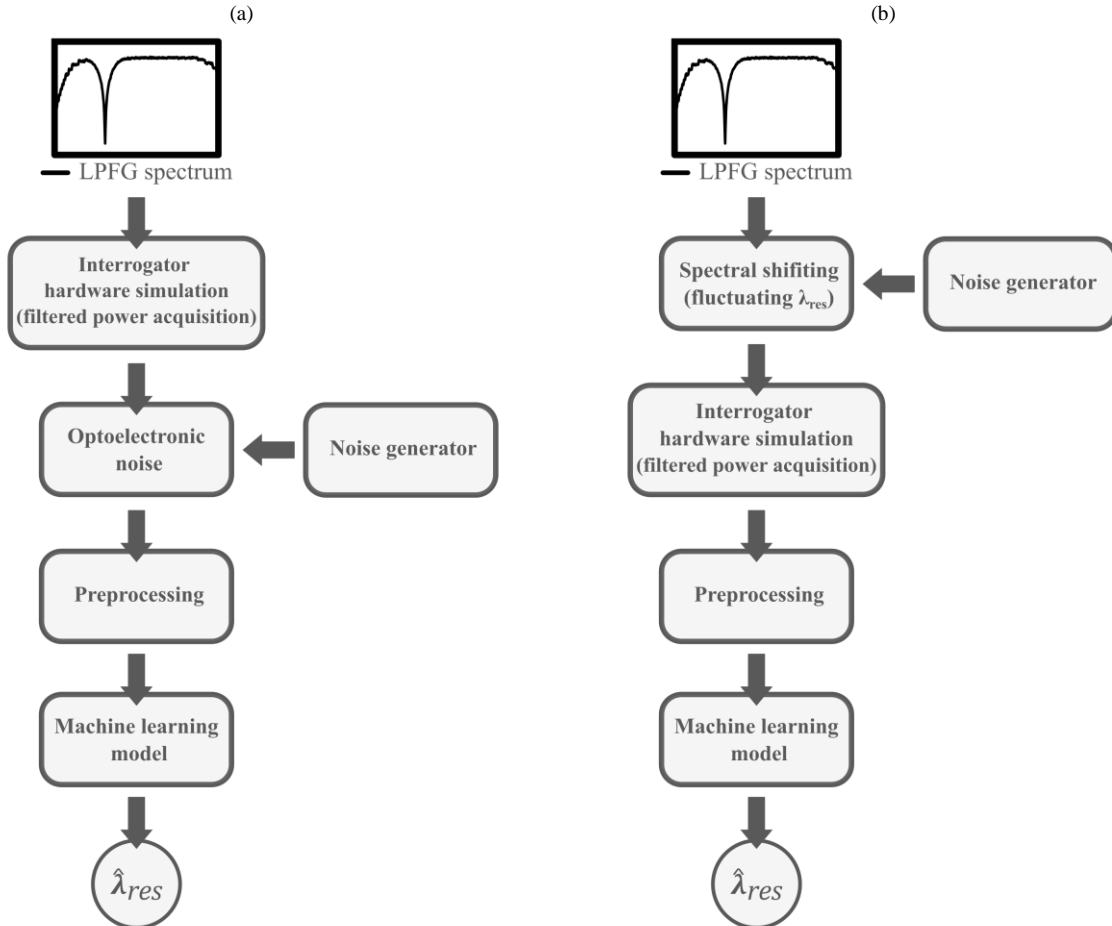 (a)
LPFG spectrum
Interrogator
hardware simulation
(filtered power acquisition)
Optoelectronic
noise
Noise generator
Preprocessing
Machine learning
model
λ̂res
(b)
LPFG spectrum
Spectral shifiting
(fluctuating λres)
Noise generator
Interrogator
hardware simulation
(filtered power acquisition)
Preprocessing
Machine learning
model
λ̂res